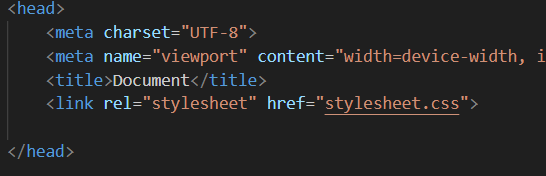 <head>
<meta charset="UTF-8">
<meta name="viewport" content="width=device-width, i
<title>Document</title>
<link rel="stylesheet" href="stylesheet.css">
</head>